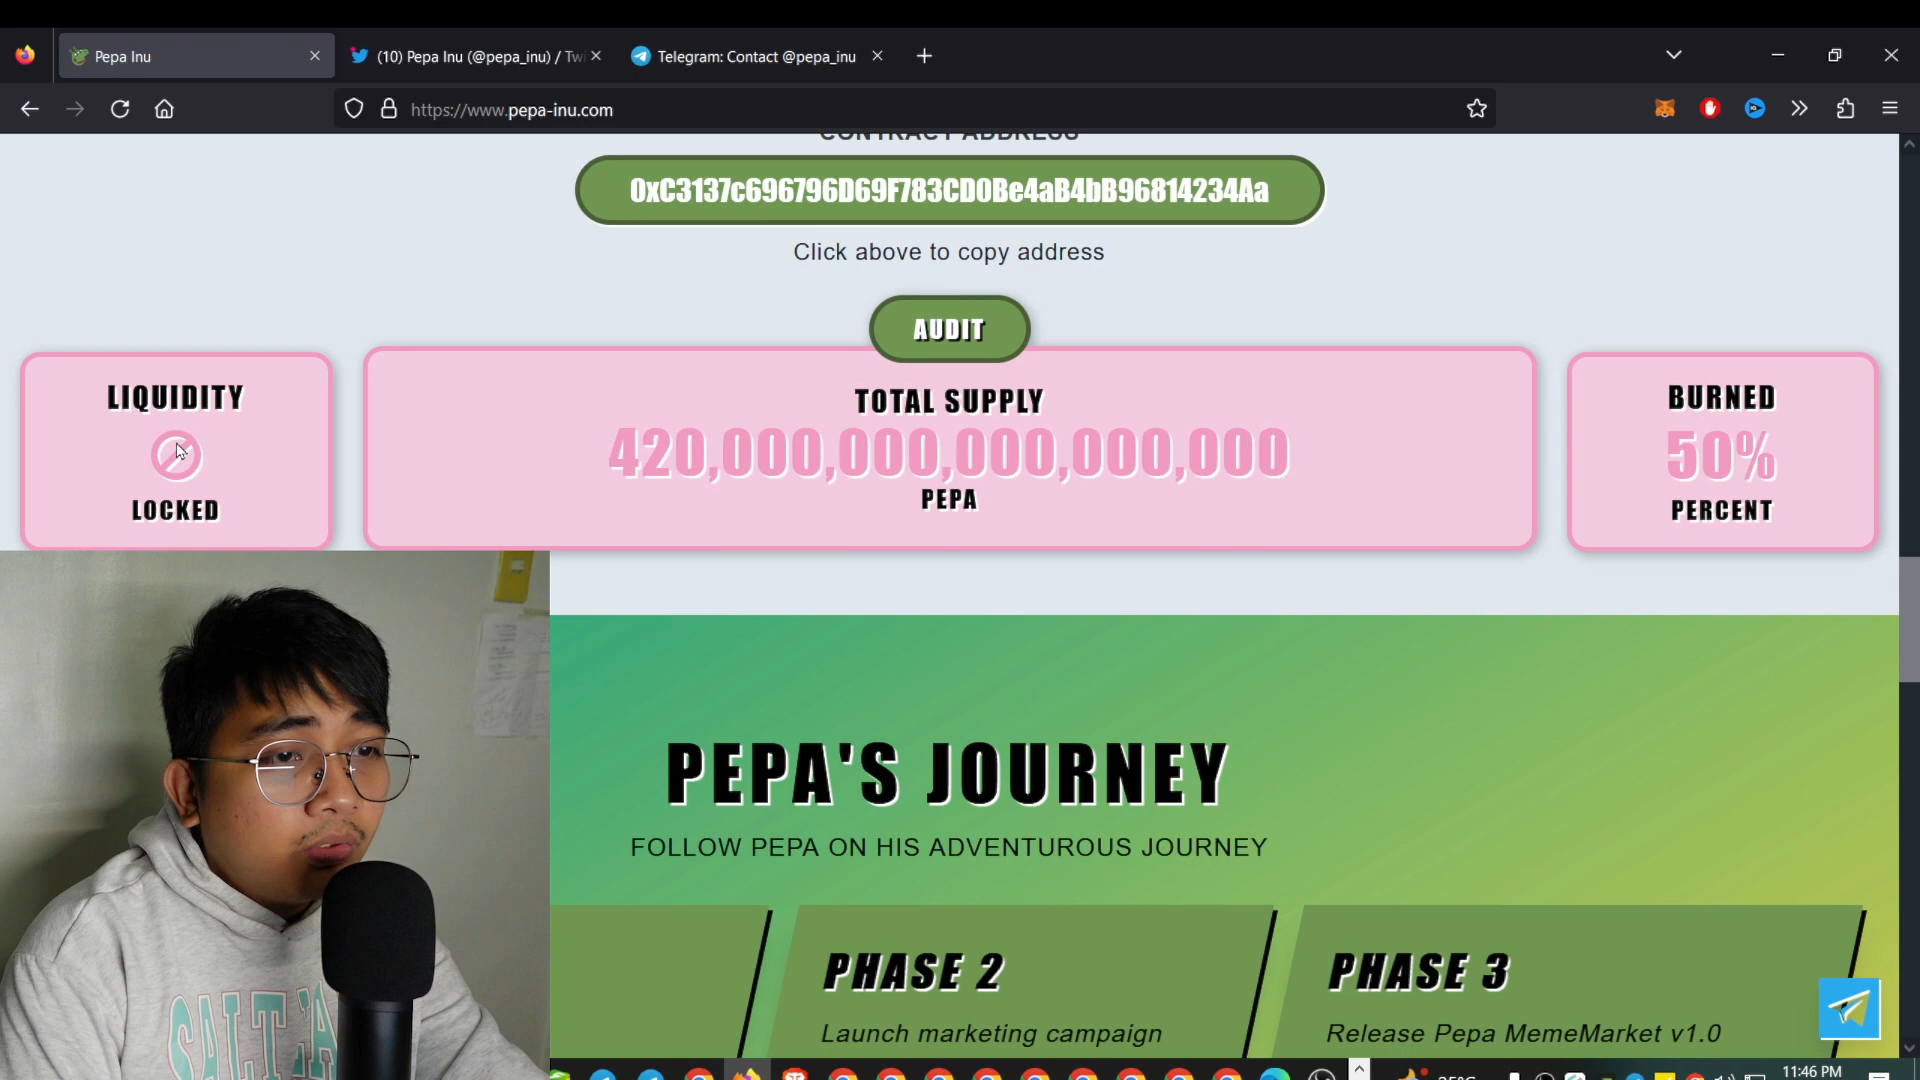 Pepa Inu
(10) Pepa Inu (@pepa_inu) / Twi
Telegram: Contact @pepa_inu
https://www.pepa-inu.com
CONTRACT ADDRESS
0xC3137c696796D69F783CD0Be4aB4bB96814234Aa
Click above to copy address
AUDIT
LIQUIDITY
LOCKED
TOTAL SUPPLY
420,000,000,000,000,000
PEPA
BURNED
50%
PERCENT
PEPA'S JOURNEY
FOLLOW PEPA ON HIS ADVENTUROUS JOURNEY
PHASE 2
Launch marketing campaign
PHASE 3
Release Pepa MemeMarket v1.0
11:46 PM